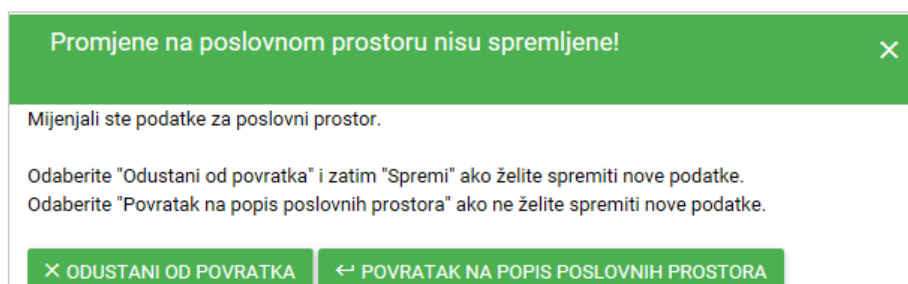 Promjene na poslovnom prostoru nisu spremljene!
Mijenjali ste podatke za poslovni prostor.
Odaberite "Odustani od povratka" i zatim "Spremi" ako želite spremiti nove podatke.
Odaberite "Povratak na popis poslovnih prostora" ako ne želite spremiti nove podatke.
ODUSTANI OD POVRATKA
POVRATAK NA POPIS POSLOVNIH PROSTORA